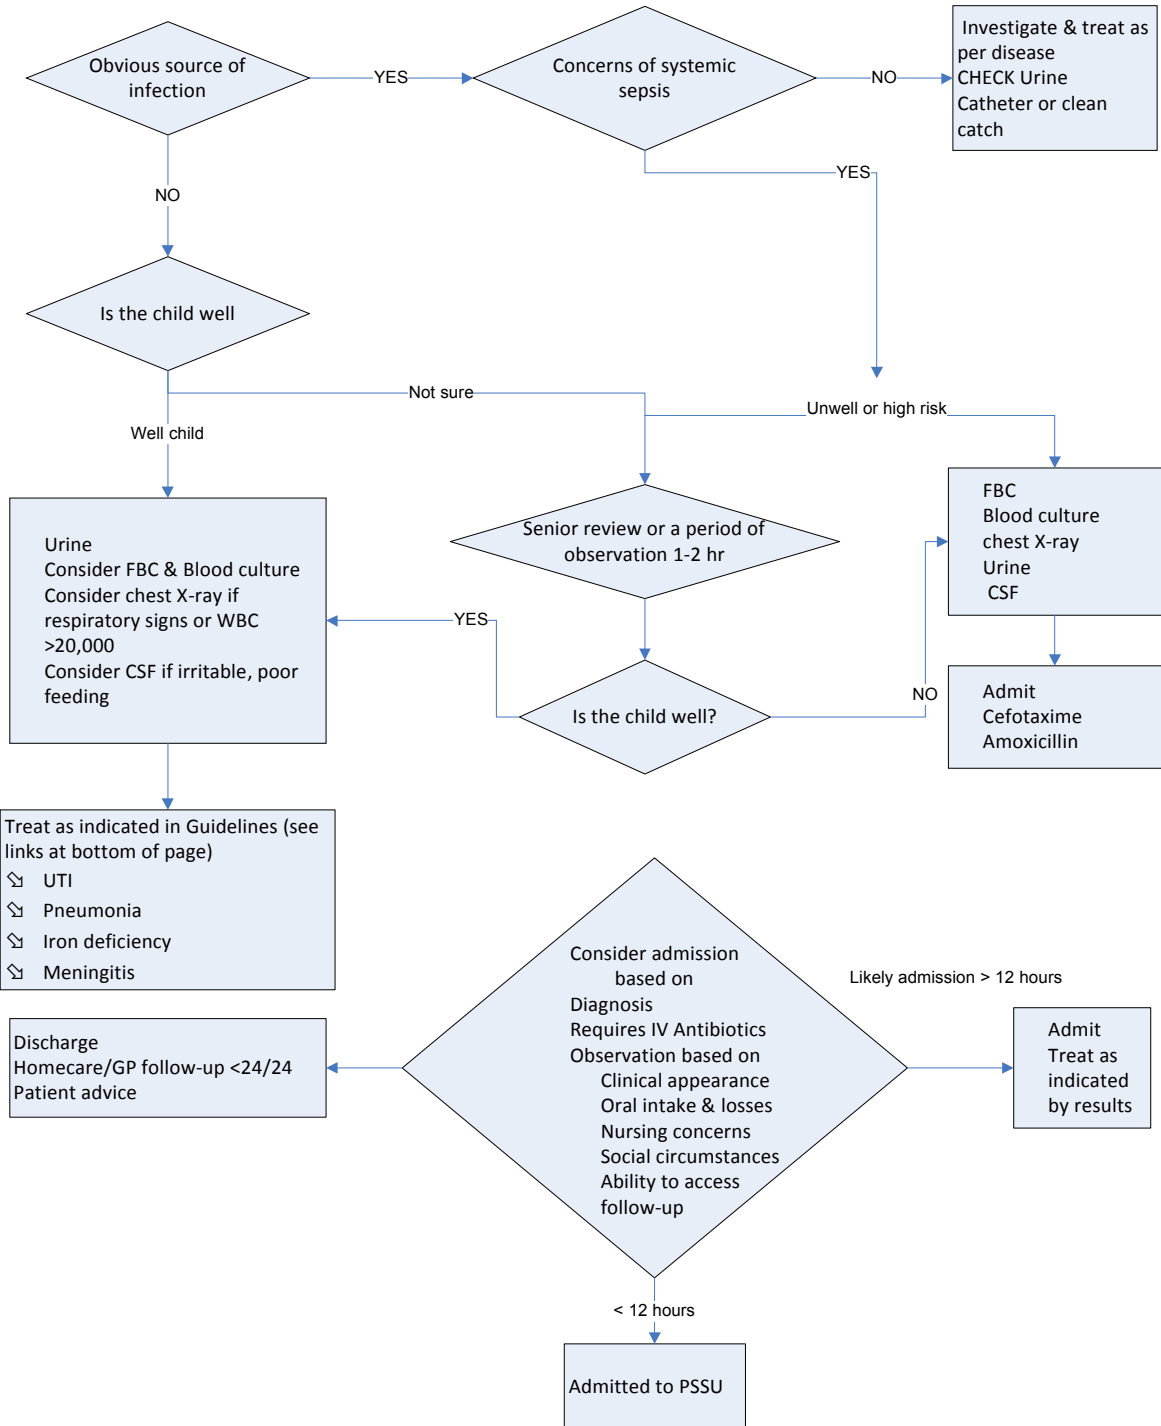 Obvious source of
infection
YES
Concerns of systemic
sepsis
NO
Investigate & treat as
per disease
CHECK Urine
Catheter or clean
catch
NO
YES
Is the child well
Not sure
Unwell or high risk
Well child
Urine
Consider FBC & Blood culture
Consider chest X-ray if
respiratory signs or WBC
>20,000
Consider CSF if irritable, poor
feeding
Senior review or a period of
observation 1-2 hr
FBC
Blood culture
chest X-ray
Urine
CSF
YES
Is the child well?
NO
Admit
Cefotaxime
Amoxicillin
Treat as indicated in Guidelines (see
links at bottom of page)
UTI
Pneumonia
Iron deficiency
Meningitis
Consider admission
based on
Diagnosis
Requires IV Antibiotics
Observation based on
Clinical appearance
Oral intake & losses
Nursing concerns
Social circumstances
Ability to access
follow-up
Likely admission > 12 hours
Discharge
Homecare/GP follow-up <24/24
Patient advice
Admit
Treat as
indicated
by results
< 12 hours
Admitted to PSSU